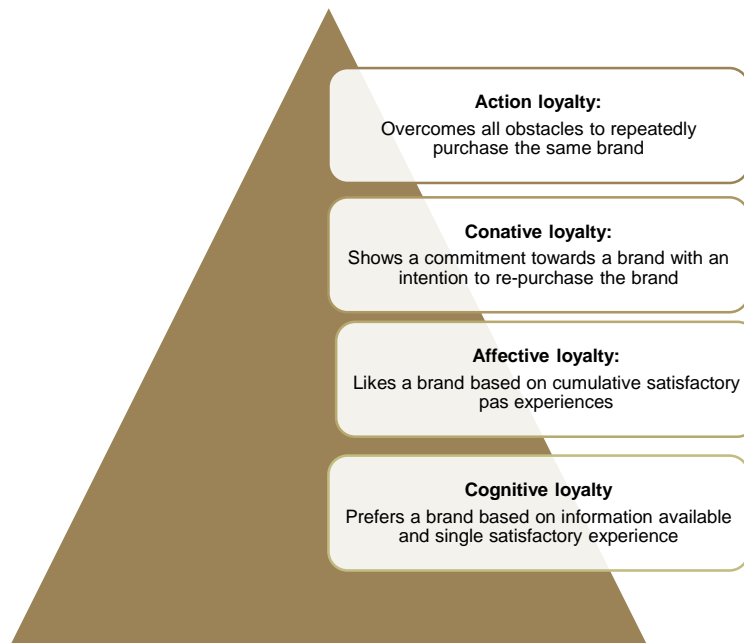 Action loyalty:
Overcomes all obstacles to repeatedly
purchase the same brand
Conative loyalty:
Shows a commitment towards a brand with an
intention to re-purchase the brand
Affective loyalty:
Likes a brand based on cumulative satisfactory
pas experiences
Cognitive loyalty
Prefers a brand based on information available
and single satisfactory experience